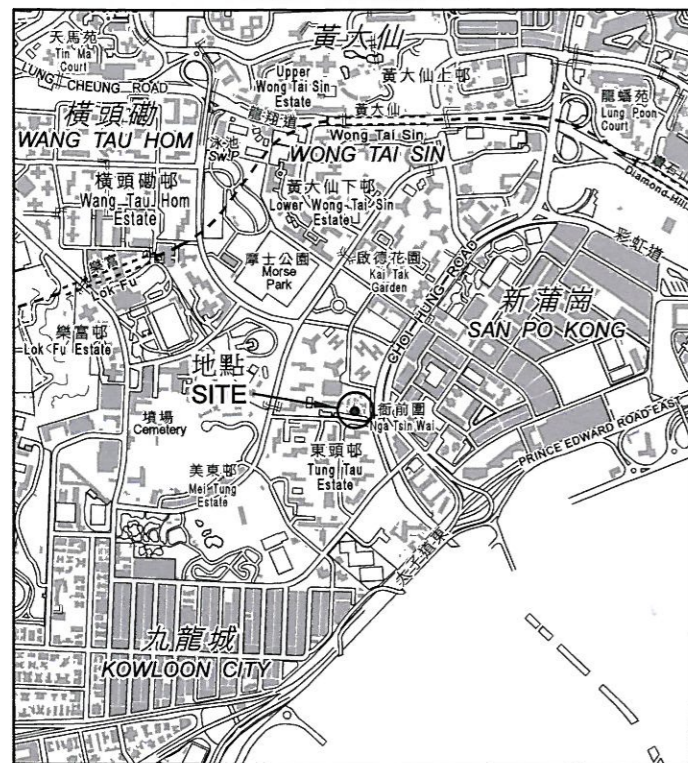 天馬苑
Tin Ma
Court
黃大仙
Upper
Wong Tai Sin
Estate
黃大仙上邨
LUNG CHEUNG ROAD
龍翔道
黃大仙
Wong Tai Sin
龍蟠苑
Lung Poon
Court
鑽石山
Diamond Hill
橫頭磡
WANG TAU HOM
泳池
Sw P
WONG TAI SIN
橫頭磡邨
Wang Tau Hom
Estate
黃大仙下邨
Lower Wong Tai Sin
Estate
彩虹道
摩士公園
Morse
Park
啟德花園
Kai Tak
Garden
CHOI HUNG ROAD
新蒲崗
SAN PO KONG
樂富
Lok Fu
樂富邨
Lok Fu Estate
地點
SITE
衙前圍
Nga Tsin Wai
墳場
Cemetery
東頭邨
Tung Tau
Estate
PRINCE EDWARD ROAD EAST
美東邨
Mei Tung
Estate
太子道東
九龍城
KOWLOON CITY